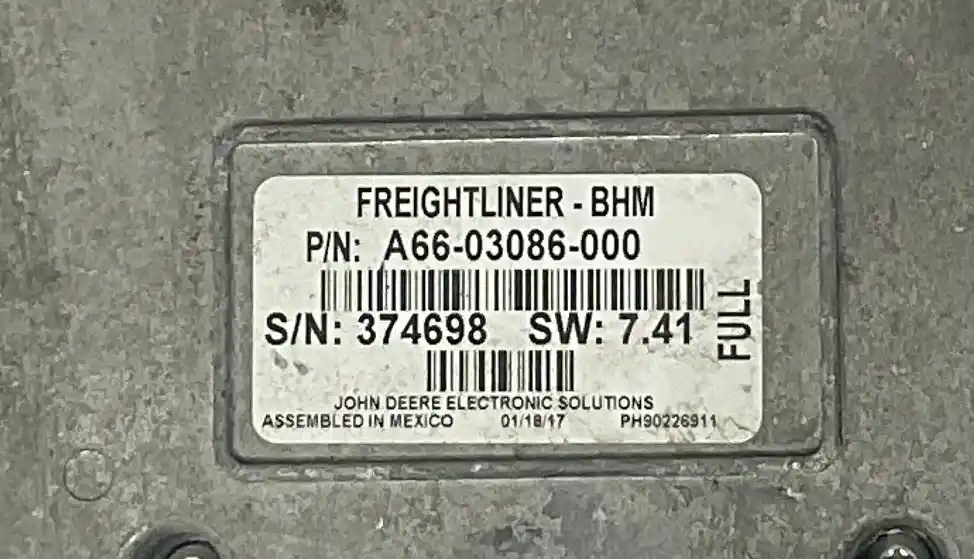 FREIGHTLINER - BHM
P/N: A66-03086-000
S/N: 374698 SW: 7.41
FULL
JOHN DEERE ELECTRONIC SOLUTIONS
ASSEMBLED IN MEXICO 01/18/17 PH90226911